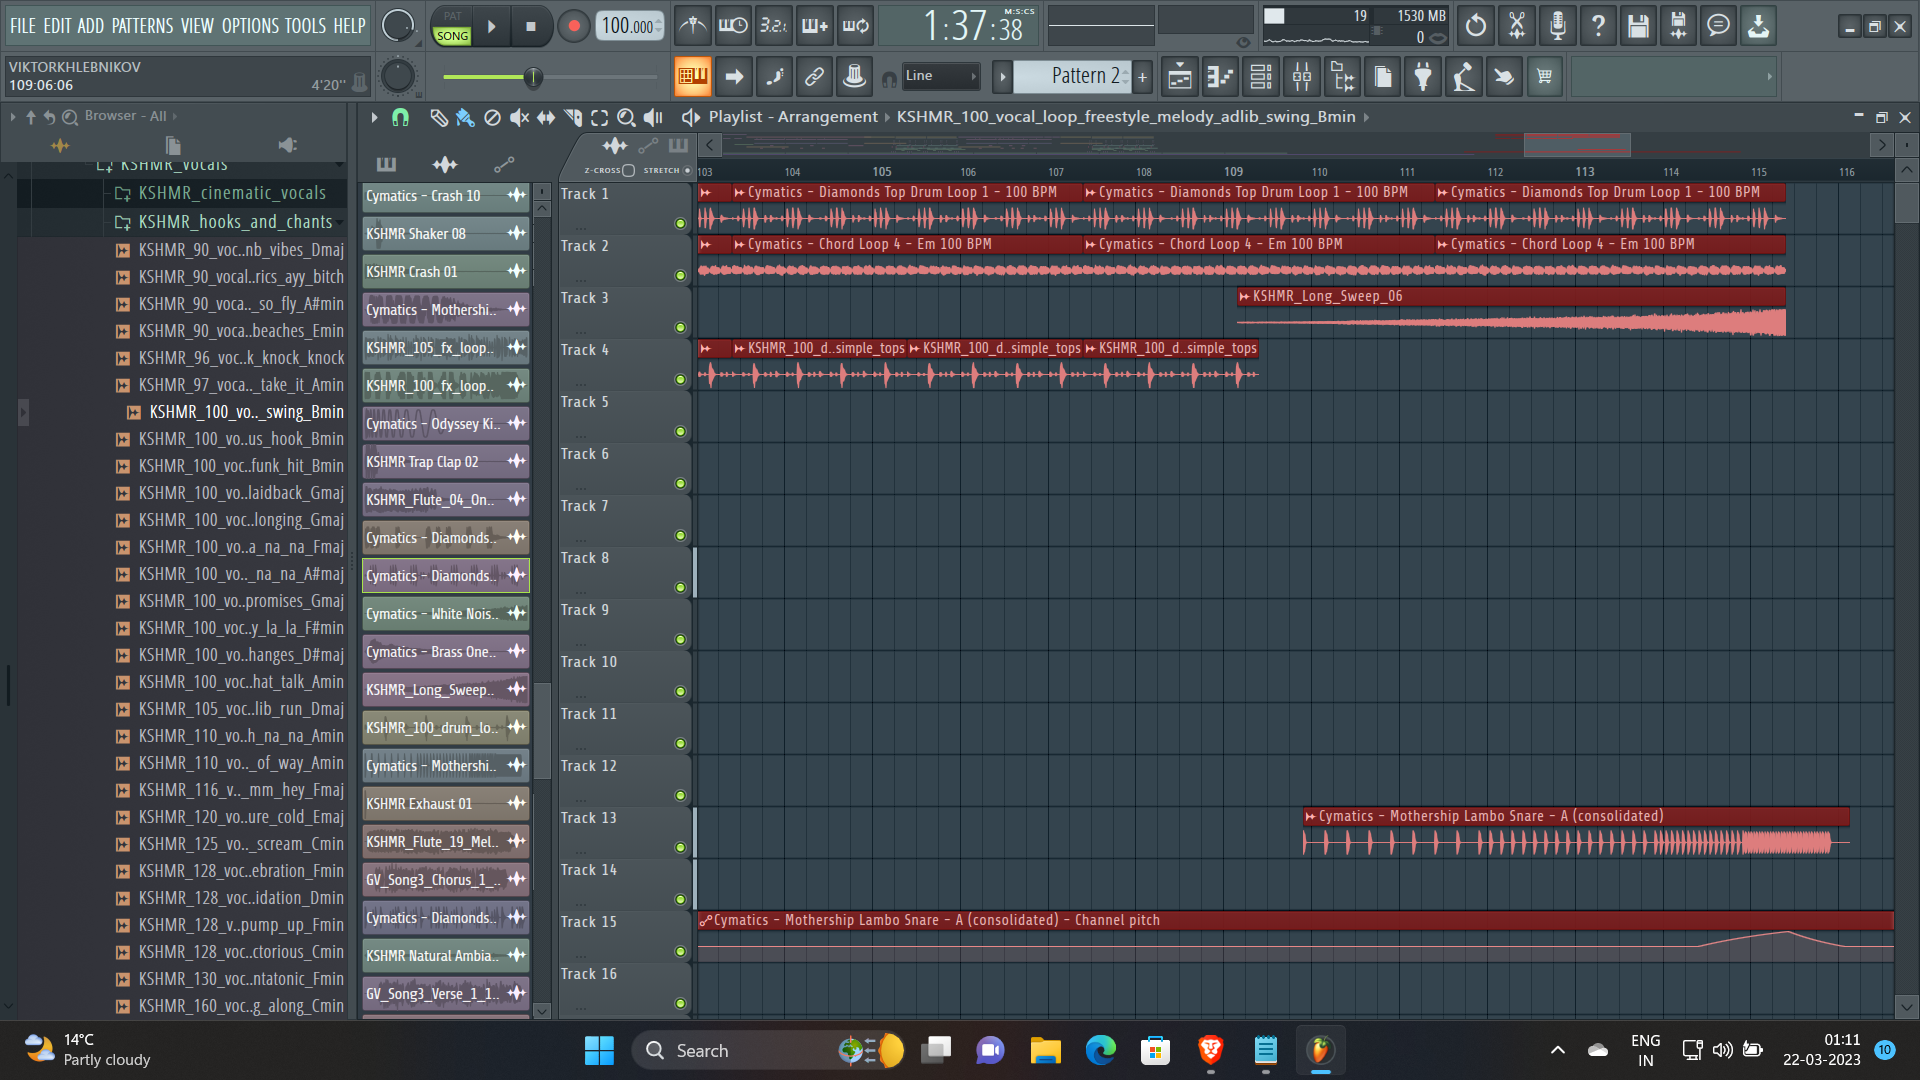 FILE EDIT ADD PATTERNS VIEW OPTIONS TOOLS HELP
PAT
SONG
100.000
3.2.1
M:S:CS
1:37:38
19
1530 MB
0
VIKTORKHLEBNIKOV
109:06:06
4'20''
Line
Pattern 2
Browser - All
Playlist - Arrangement › KSHMR_100_vocal_loop_freestyle_melody_adlib_swing_Bmin
KSHMR_Vocals
KSHMR_cinematic_vocals
KSHMR_hooks_and_chants
KSHMR_90_voc..nb_vibes_Dmaj
KSHMR_90_vocal..rics_ayy_bitch
KSHMR_90_voca.._so_fly_A#min
KSHMR_90_voca..beaches_Emin
KSHMR_96_voc..k_knock_knock
KSHMR_97_voca.._take_it_Amin
KSHMR_100_vo.._swing_Bmin
KSHMR_100_vo..us_hook_Bmin
KSHMR_100_voc..funk_hit_Bmin
KSHMR_100_vo..laidback_Gmaj
KSHMR_100_voc..longing_Gmaj
KSHMR_100_vo..a_na_na_Fmaj
KSHMR_100_vo.._na_na_A#maj
KSHMR_100_vo..promises_Gmaj
KSHMR_100_voc..y_la_la_F#min
KSHMR_100_vo..hanges_D#maj
KSHMR_100_voc..hat_talk_Amin
KSHMR_105_voc..lib_run_Dmaj
KSHMR_110_vo..h_na_na_Amin
KSHMR_110_vo.._of_way_Amin
KSHMR_116_v.._mm_hey_Fmaj
KSHMR_120_vo..ure_cold_Emaj
KSHMR_125_vo.._scream_Cmin
KSHMR_128_voc..ebration_Fmin
KSHMR_128_voc..idation_Dmin
KSHMR_128_v..pump_up_Fmin
KSHMR_128_voc..ctorious_Cmin
KSHMR_130_voc..ntatonic_Fmin
KSHMR_160_voc..g_along_Cmin
Cymatics - Crash 10
KSHMR Shaker 08
KSHMR Crash 01
Cymatics - Mothershi..
KSHMR_105_fx_loop..
KSHMR_100_fx_loop..
Cymatics - Odyssey Ki..
KSHMR Trap Clap 02
KSHMR_Flute_04_On..
Cymatics - Diamonds..
Cymatics - Diamonds..
Cymatics - White Nois..
Cymatics - Brass One..
KSHMR_Long_Sweep..
KSHMR_100_drum_lo..
Cymatics - Mothershi..
KSHMR Exhaust 01
KSHMR_Flute_19_Mel..
GV_Song3_Chorus_1_..
Cymatics - Diamonds..
KSHMR Natural Ambia..
GV_Song3_Verse_1_1..
Z-CROSS STRETCH
103 104 105 106 107 108 109 110 111 112 113 114 115 116
Track 1
Cymatics - Diamonds Top Drum Loop 1 - 100 BPM
Cymatics - Diamonds Top Drum Loop 1 - 100 BPM
Cymatics - Diamonds Top Drum Loop 1 - 100 BPM
Track 2
Cymatics - Chord Loop 4 - Em 100 BPM
Cymatics - Chord Loop 4 - Em 100 BPM
Cymatics - Chord Loop 4 - Em 100 BPM
Track 3
KSHMR_Long_Sweep_06
Track 4
KSHMR_100_d..simple_tops
KSHMR_100_d..simple_tops
KSHMR_100_d..simple_tops
Track 5
Track 6
Track 7
Track 8
Track 9
Track 10
Track 11
Track 12
Track 13
Cymatics - Mothership Lambo Snare - A (consolidated)
Track 14
Track 15
Cymatics - Mothership Lambo Snare - A (consolidated) - Channel pitch
Track 16
14°C
Partly cloudy
Search
ENG
IN
01:11
22-03-2023
10